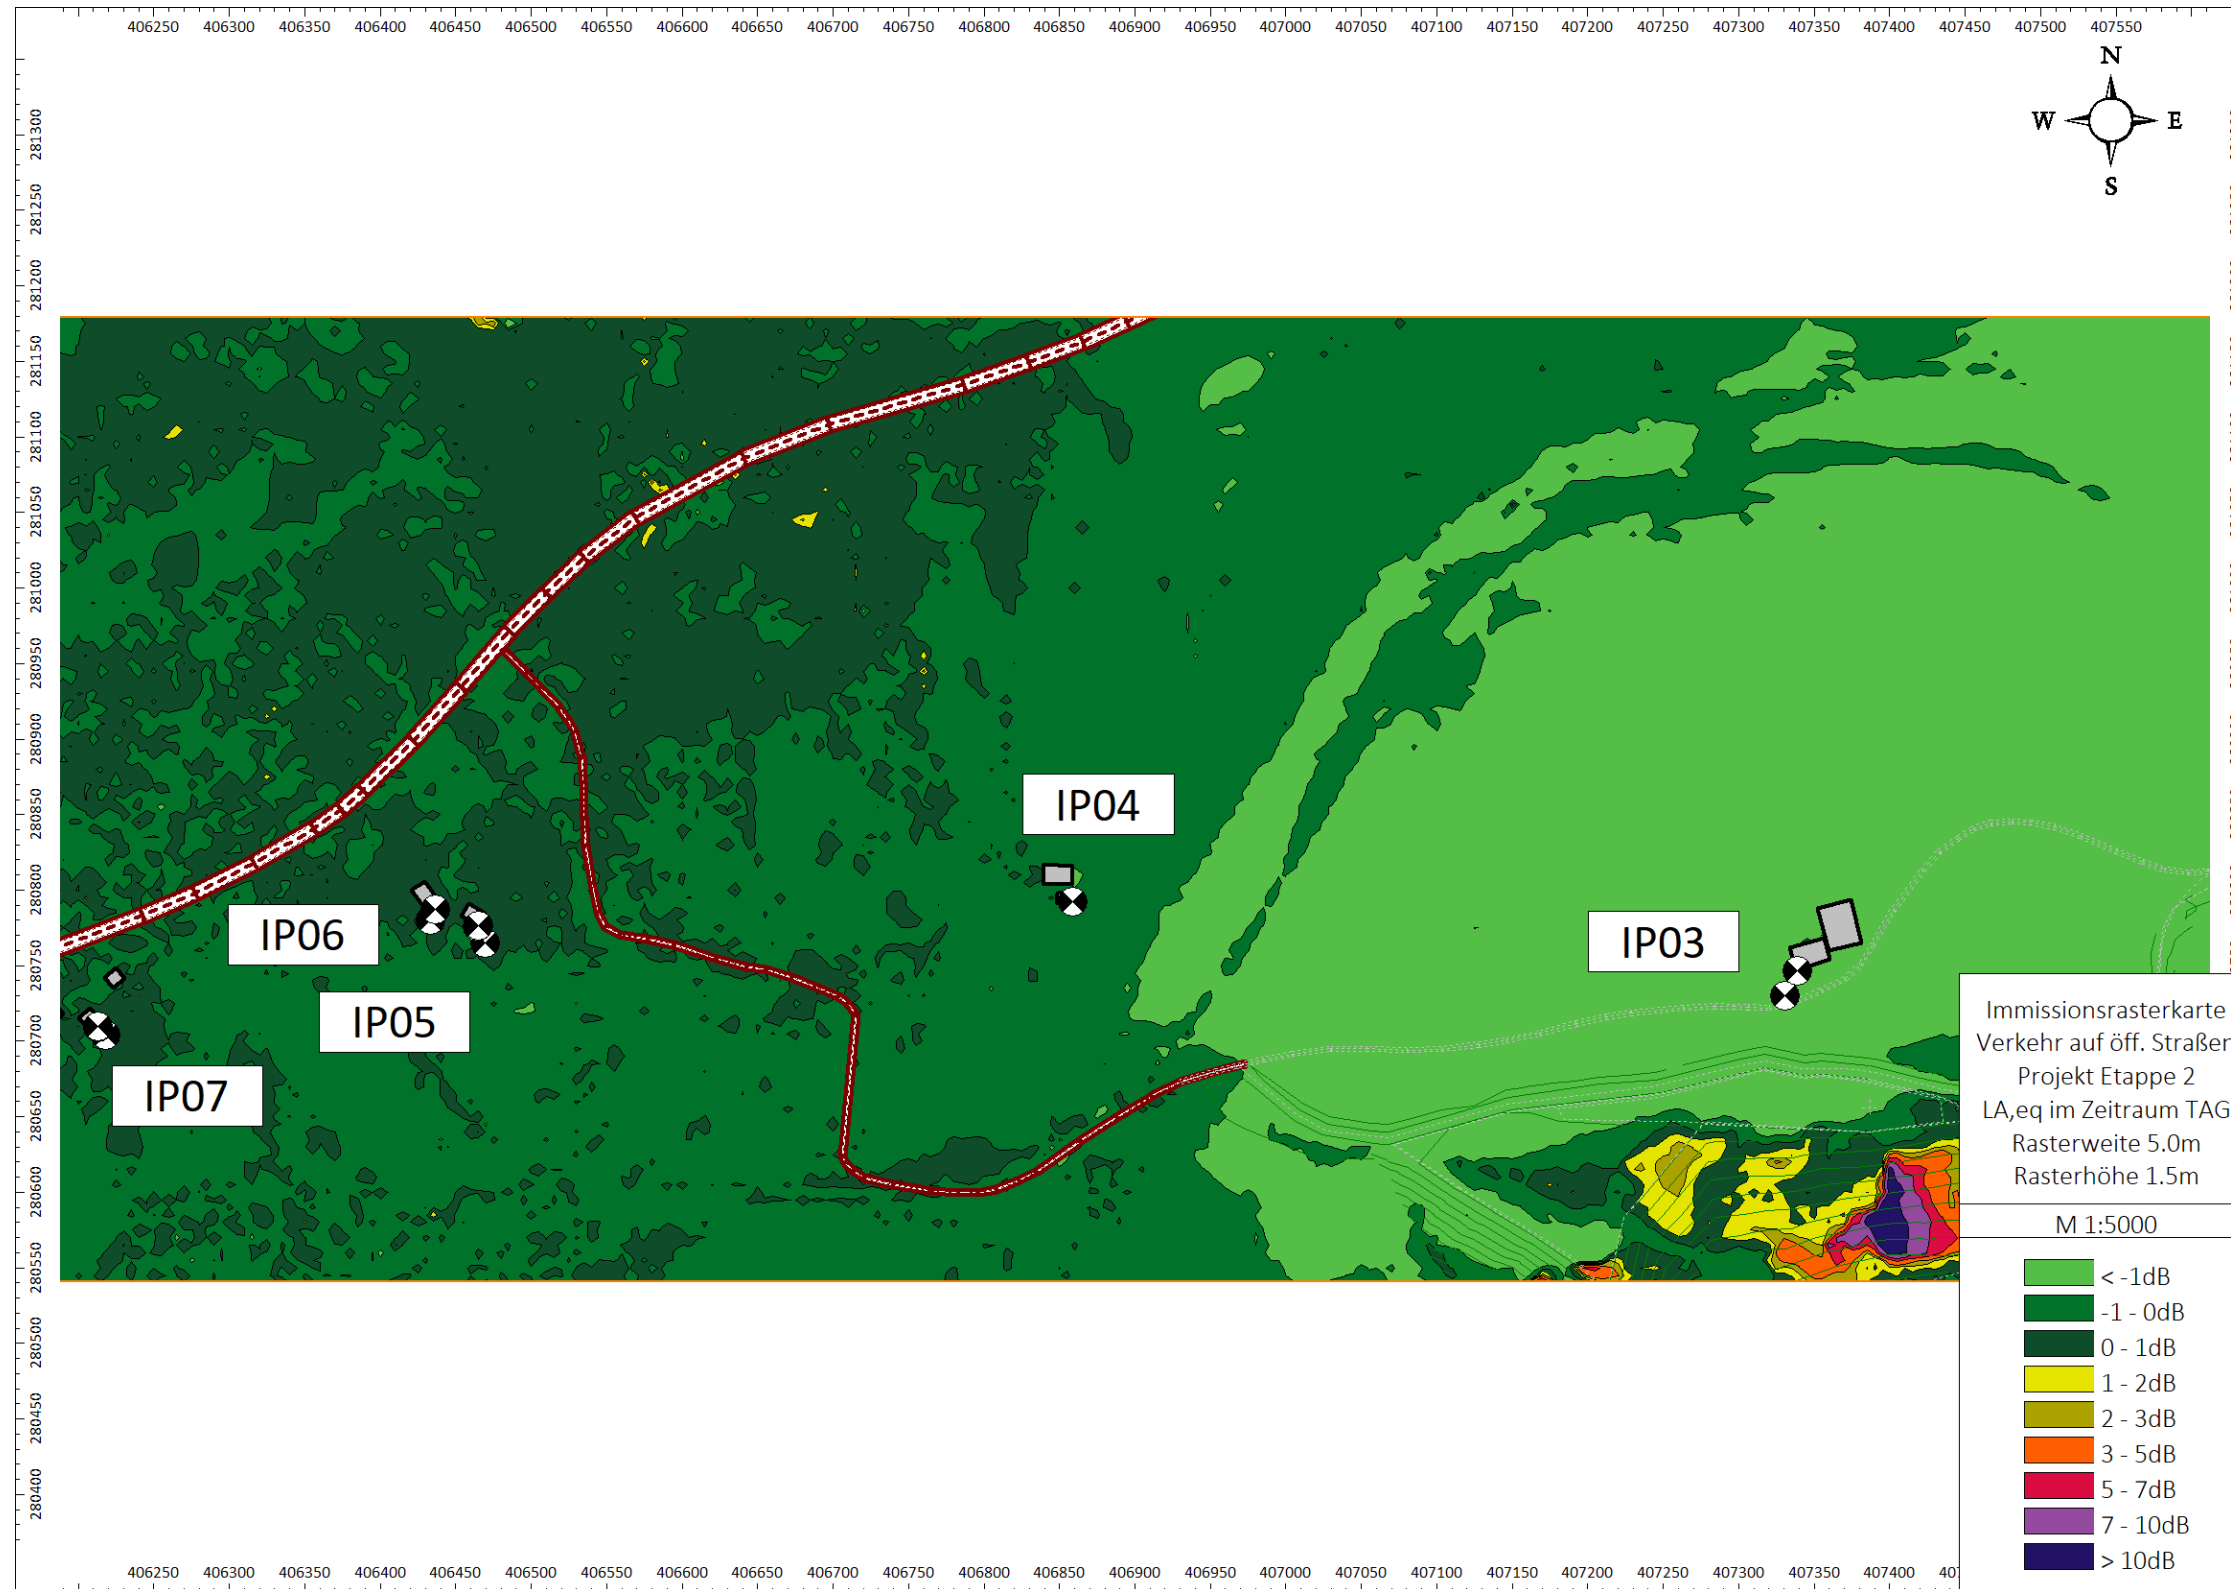 406250 406300 406350 406400 406450 406500 406550 406600 406650 406700 406750 406800 406850 406900 406950 407000 407050 407100 407150 407200 407250 407300 407350 407400 407450 407500 407550
N
W E
S
281300
281250
281200
281150
281100
281050
281000
280950
280900
280850
280800
280750
280700
280650
280600
280550
280500
280450
280400
IP04
IP06
IP03
IP05
IP07
Immissionsrasterkarte
Verkehr auf öff. Straßen
Projekt Etappe 2
LA,eq im Zeitraum TAG
Rasterweite 5.0m
Rasterhöhe 1.5m
M 1:5000
< -1dB
-1 - 0dB
0 - 1dB
1 - 2dB
2 - 3dB
3 - 5dB
5 - 7dB
7 - 10dB
> 10dB
406250 406300 406350 406400 406450 406500 406550 406600 406650 406700 406750 406800 406850 406900 406950 407000 407050 407100 407150 407200 407250 407300 407350 407400